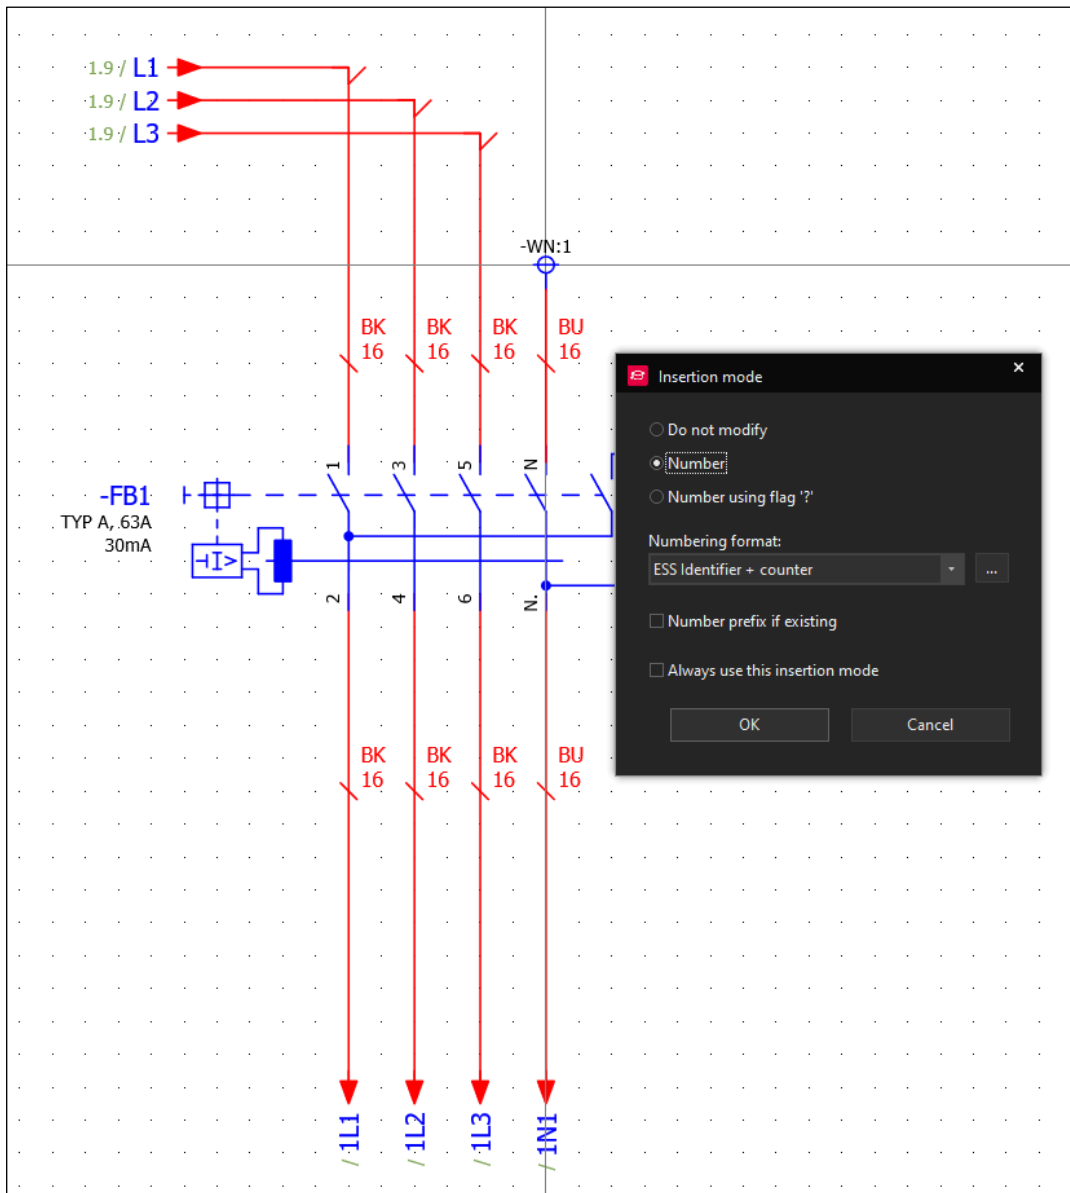 1.9 / L1
1.9 / L2
1.9 / L3
-WN:1
BK BK BK BU
16 16 16 16
Insertion mode
Do not modify
Number
Number using flag '?'
Numbering format:
ESS Identifier + counter
...
Number prefix if existing
Always use this insertion mode
OK Cancel
1 3 5 N
-FB1
TYP A, 63A
30mA
I>
2 4 6 N.
BK BK BK BU
16 16 16 16
/ 1L1
/ 1L2
/ 1L3
/ 1N1